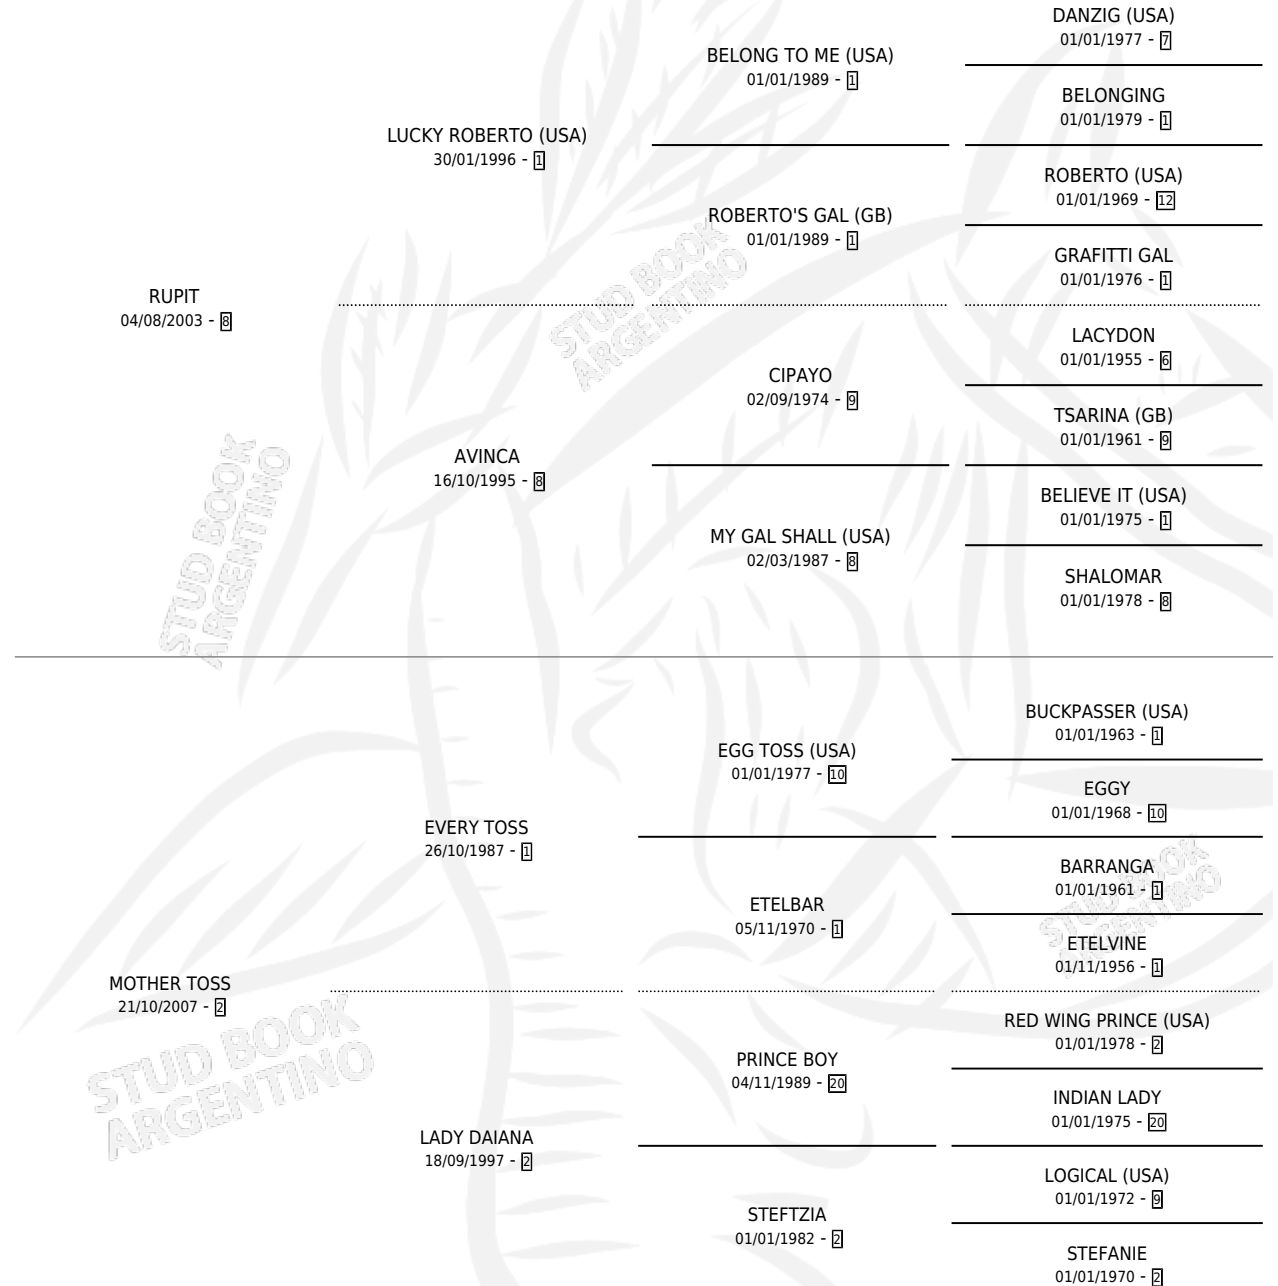 DANZIG (USA)
01/01/1977 - 7
BELONG TO ME (USA)
01/01/1989 - 1
BELONGING
01/01/1979 - 1
LUCKY ROBERTO (USA)
30/01/1996 - 1
ROBERTO (USA)
01/01/1969 - 12
ROBERTO'S GAL (GB)
01/01/1989 - 1
GRAFITTI GAL
01/01/1976 - 1
RUPIT
04/08/2003 - 8
LACYDON
01/01/1955 - 6
CIPAYO
02/09/1974 - 9
TSARINA (GB)
01/01/1961 - 9
AVINCA
16/10/1995 - 8
BELIEVE IT (USA)
01/01/1975 - 1
MY GAL SHALL (USA)
02/03/1987 - 8
SHALOMAR
01/01/1978 - 8
STUD BOOK
ARGENTINO
STUD BOOK
ARGENTINO
BUCKPASSER (USA)
01/01/1963 - 1
EGG TOSS (USA)
01/01/1977 - 10
EGGY
01/01/1968 - 10
EVERY TOSS
26/10/1987 - 1
BARRANGA
01/01/1961 - 1
ETELBAR
05/11/1970 - 1
ETELVINE
01/11/1956 - 1
MOTHER TOSS
21/10/2007 - 2
RED WING PRINCE (USA)
01/01/1978 - 2
PRINCE BOY
04/11/1989 - 20
INDIAN LADY
01/01/1975 - 20
LADY DAIANA
18/09/1997 - 2
LOGICAL (USA)
01/01/1972 - 9
STEFTZIA
01/01/1982 - 2
STEFANIE
01/01/1970 - 2
STUD BOOK
ARGENTINO
STUD BOOK
ARGENTINO